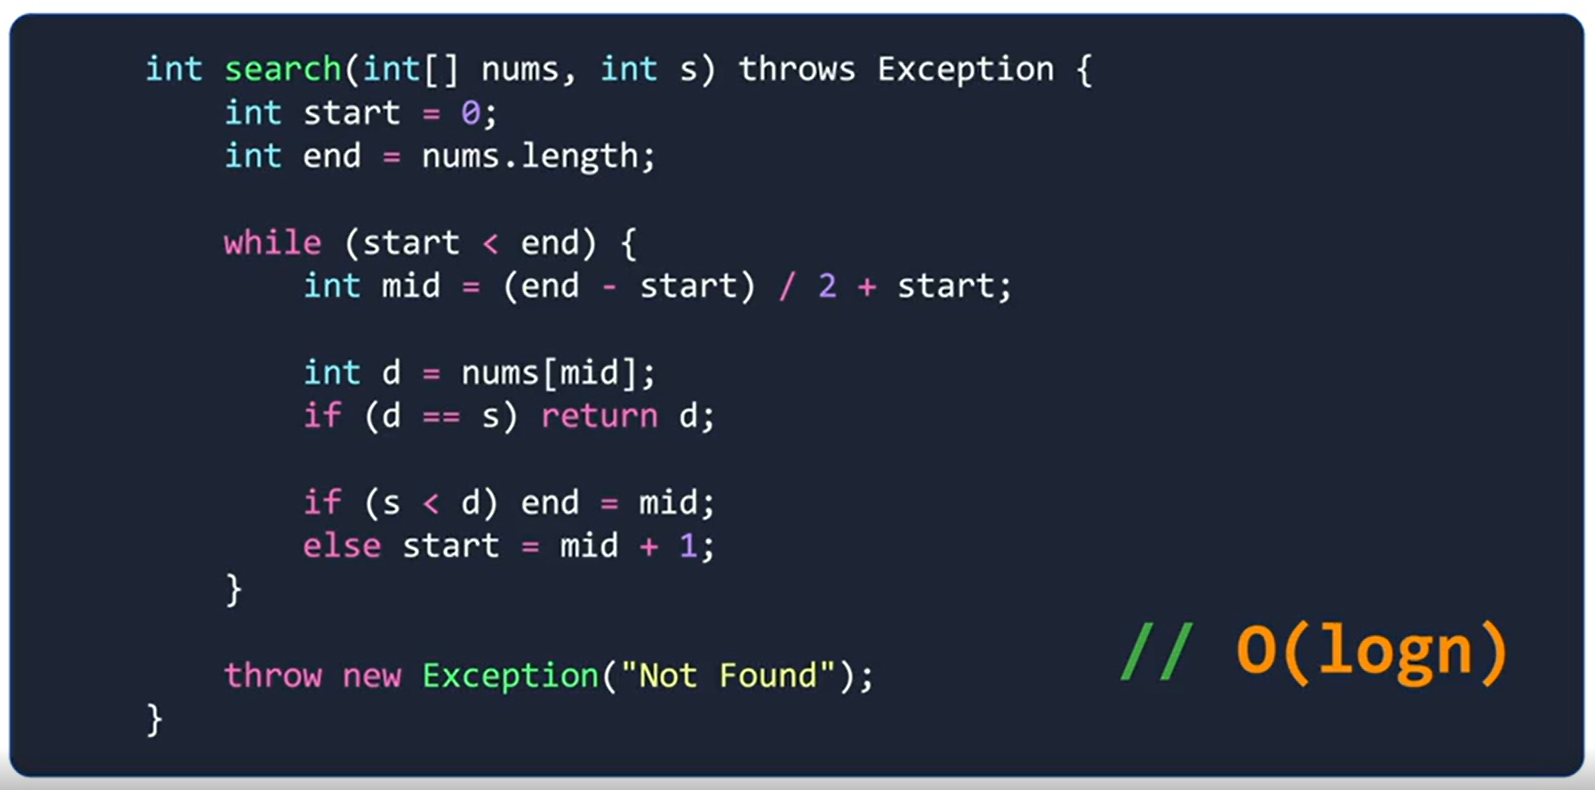 int search(int[] nums, int s) throws Exception {
    int start = 0;
    int end = nums.length;

    while (start < end) {
        int mid = (end - start) / 2 + start;

        int d = nums[mid];
        if (d == s) return d;

        if (s < d) end = mid;
        else start = mid + 1;
    }

    throw new Exception("Not Found");
}
// O(logn)